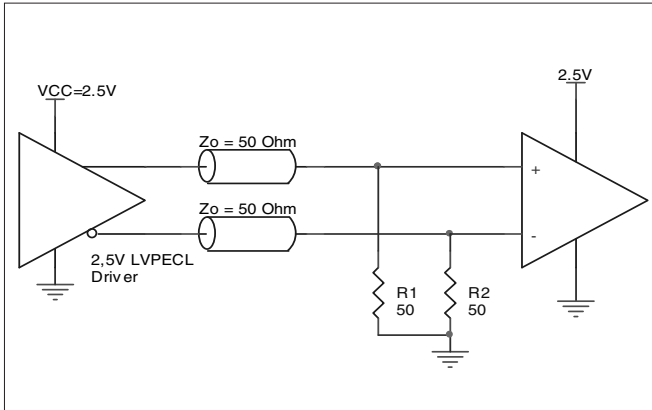 VCC=2.5V
2.5V
Zo = 50 Ohm
+
Zo = 50 Ohm
-
2,5V LVPECL
Driver
R1
50
R2
50